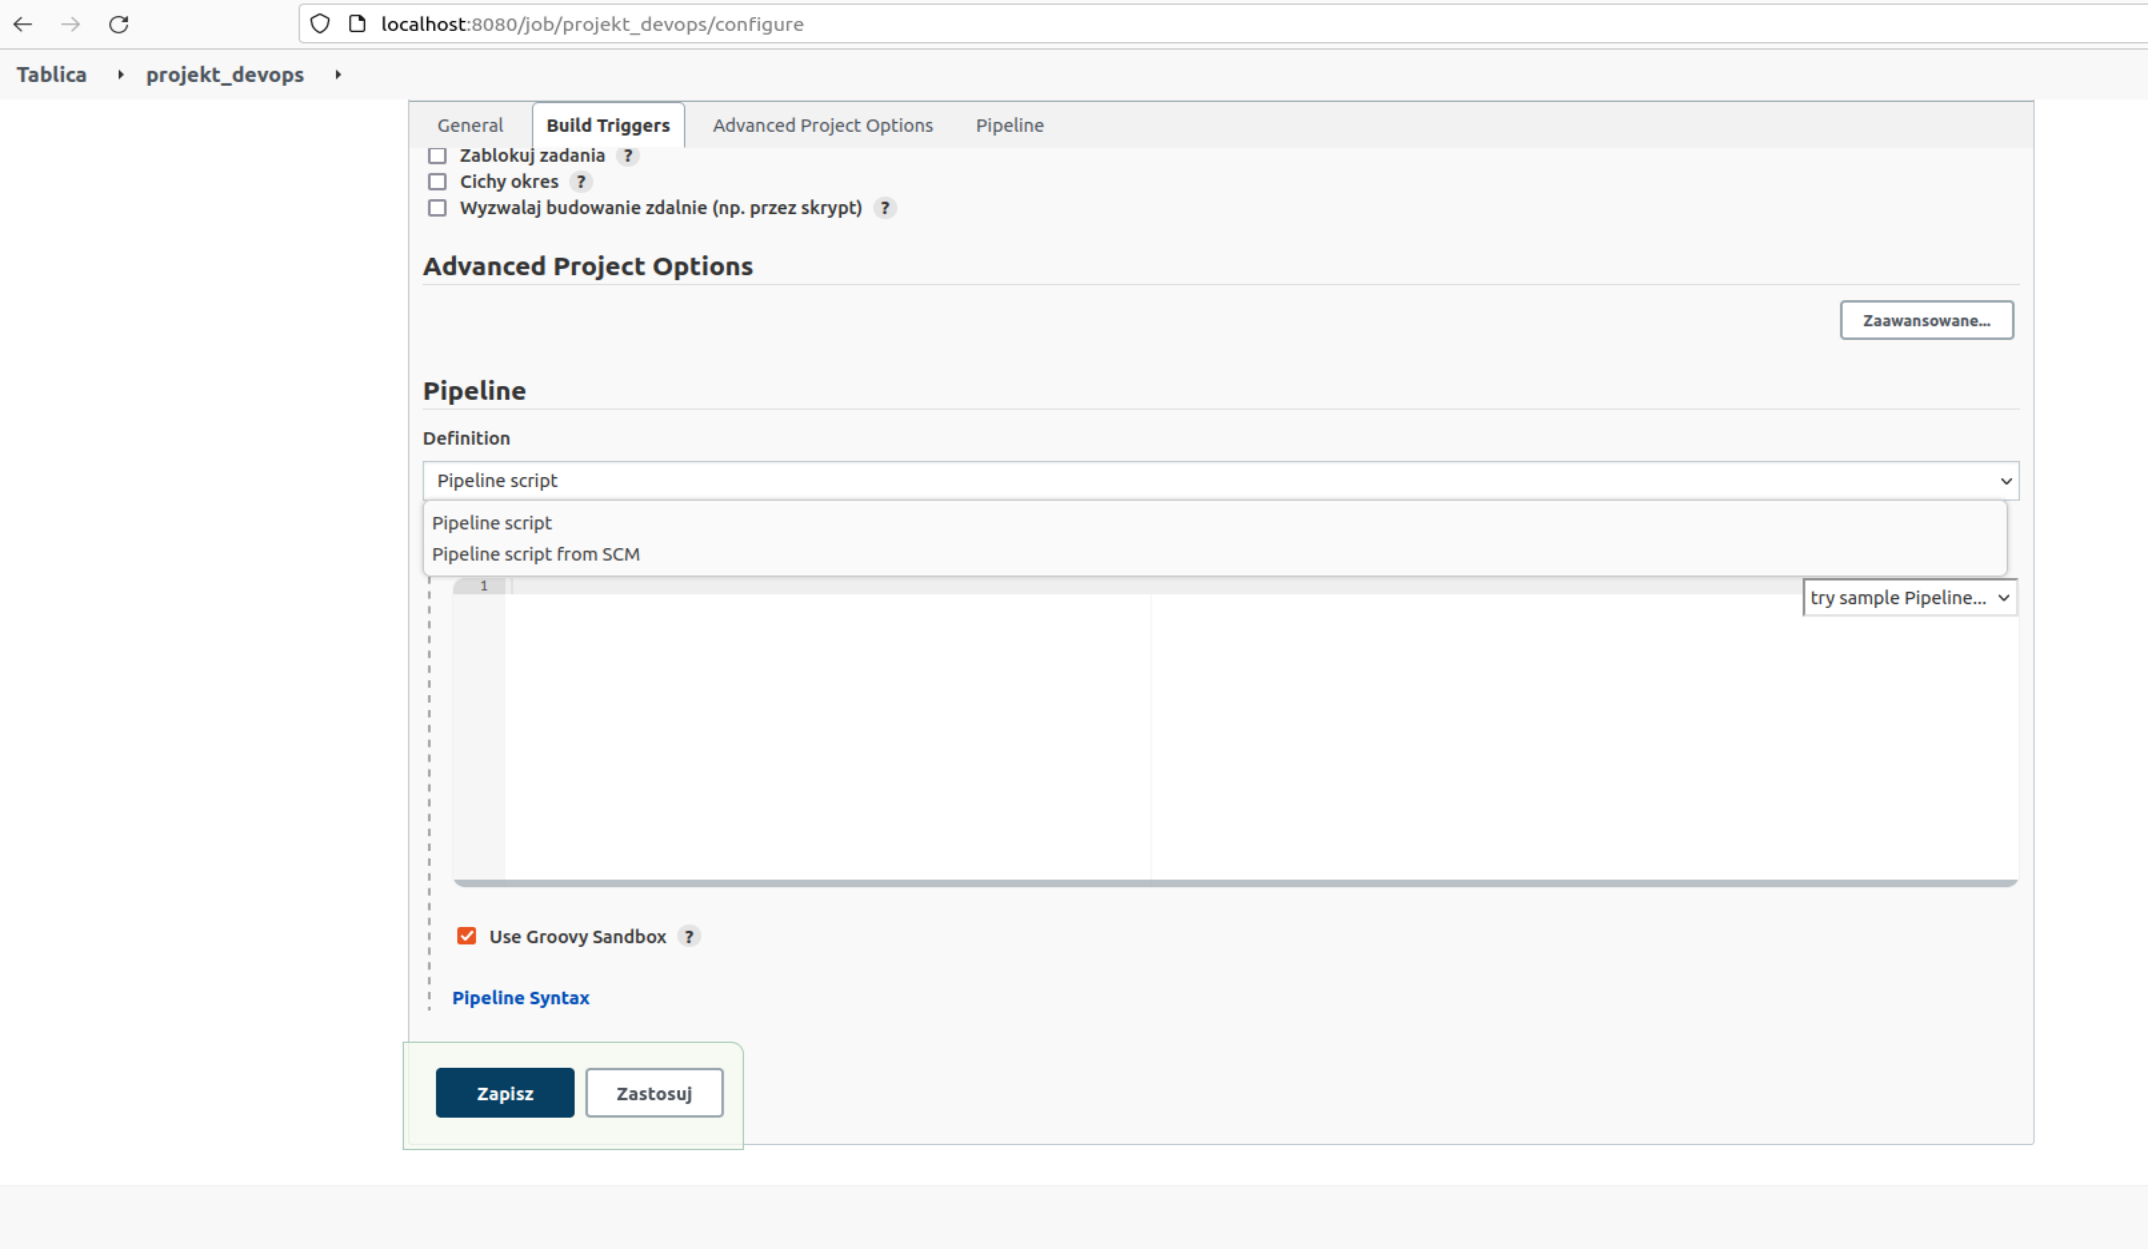 localhost:8080/job/projekt_devops/configure
Tablica projekt_devops
General Build Triggers Advanced Project Options Pipeline
Zablokuj zadania ?
Cichy okres ?
Wyzwalaj budowanie zdalnie (np. przez skrypt) ?
Advanced Project Options
Zaawansowane...
Pipeline
Definition
Pipeline script
Pipeline script
Pipeline script from SCM
1
try sample Pipeline...
Use Groovy Sandbox ?
Pipeline Syntax
Zapisz Zastosuj